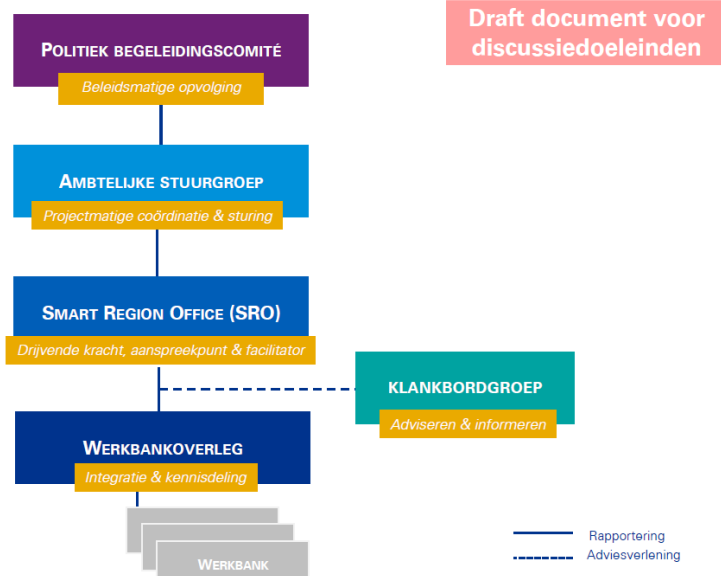 Draft document voor
discussiedoeleinden
POLITIEK BEGELEIDINGSCOMITÉ
Beleidsmatige opvolging
AMBTELIJKE STUURGROEP
Projectmatige coördinatie & sturing
SMART REGION OFFICE (SRO)
Drijvende kracht, aanspreekpunt & facilitator
KLANKBORDGROEP
Adviseren & informeren
WERKBANKOVERLEG
Integratie & kennisdeling
WERKBANK
Rapportering
Adviesverlening